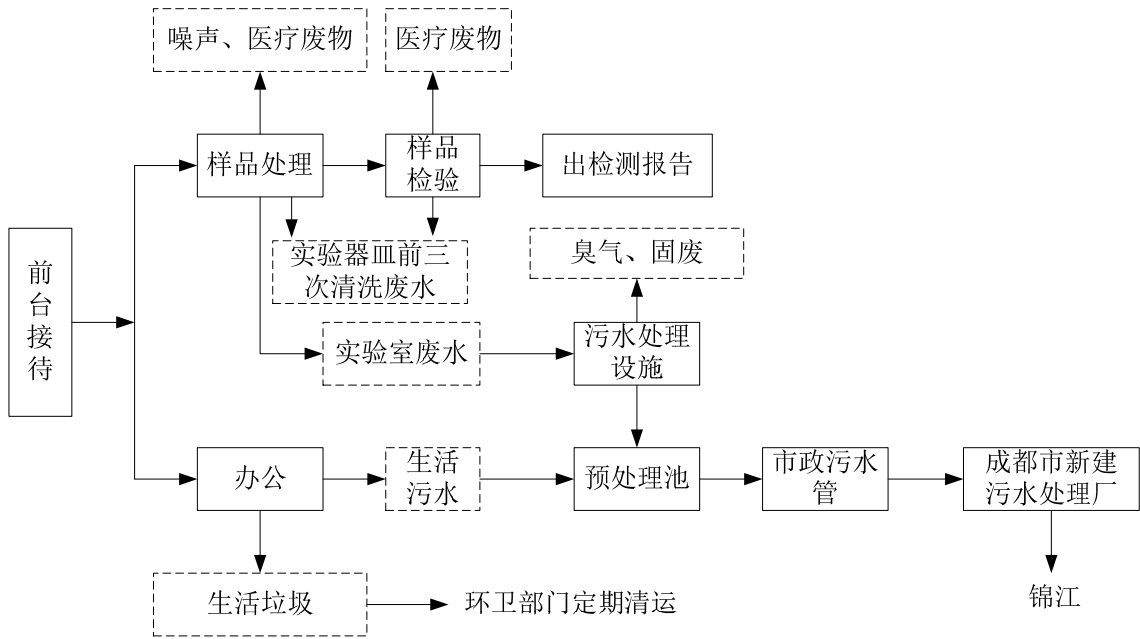 噪声、医疗废物
医疗废物
样品处理
样品
检验
出检测报告
前
台
接
待
实验器皿前三
次清洗废水
臭气、固废
实验室废水
污水处理
设施
办公
生活
污水
预处理池
市政污水
管
成都市新建
污水处理厂
生活垃圾
环卫部门定期清运
锦江